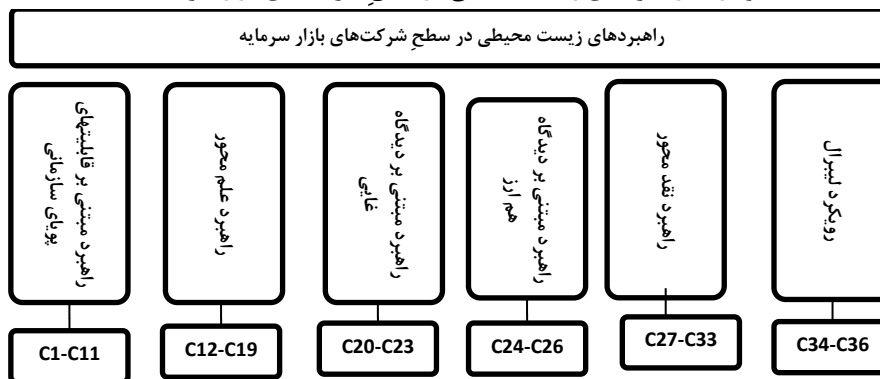 راهبردهای زیست محیطی در سطحِ شرکت‌های بازار سرمایه
رویکرد لیبرال
راهبرد نقد محور
راهبرد مبتنی بر دیدگاه
هم ارز
راهبرد مبتنی بر دیدگاه
غایی
راهبرد علم محور
راهبرد مبتنی بر قابلیتهای
پویای سازمانی
C34-C36
C27-C33
C24-C26
C20-C23
C12-C19
C1-C11